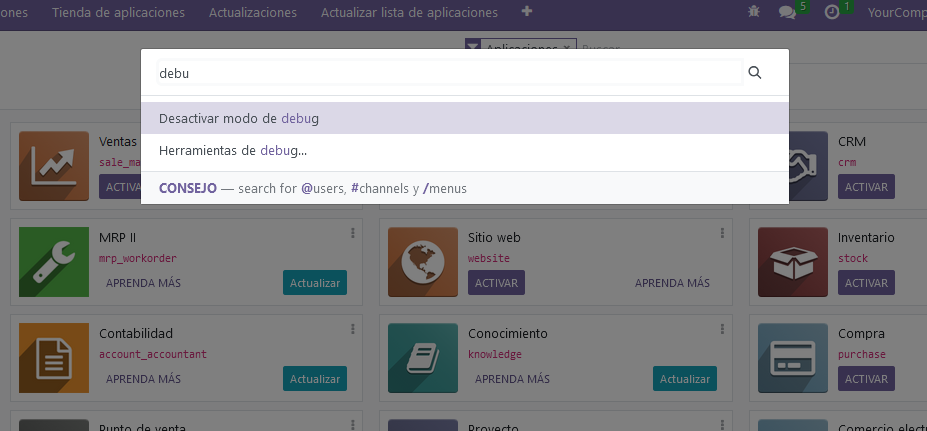 ones Tienda de aplicaciones Actualizaciones Actualizar lista de aplicaciones + 5 1 YourComp
Aplicaciones × Buscar
debu
Desactivar modo de debug
Herramientas de debug...
CONSEJO — search for @users, #channels y /menus
Ventas
sale_ma
ACTIVAR
CRM
crm
ACTIVAR
MRP II
mrp_workorder
APRENDA MÁS Actualizar
Sitio web
website
ACTIVAR APRENDA MÁS
Inventario
stock
ACTIVAR
Contabilidad
account_accountant
APRENDA MÁS Actualizar
Conocimiento
knowledge
APRENDA MÁS Actualizar
Compra
purchase
ACTIVAR
Punto de venta
Proyecto
Comercio electr